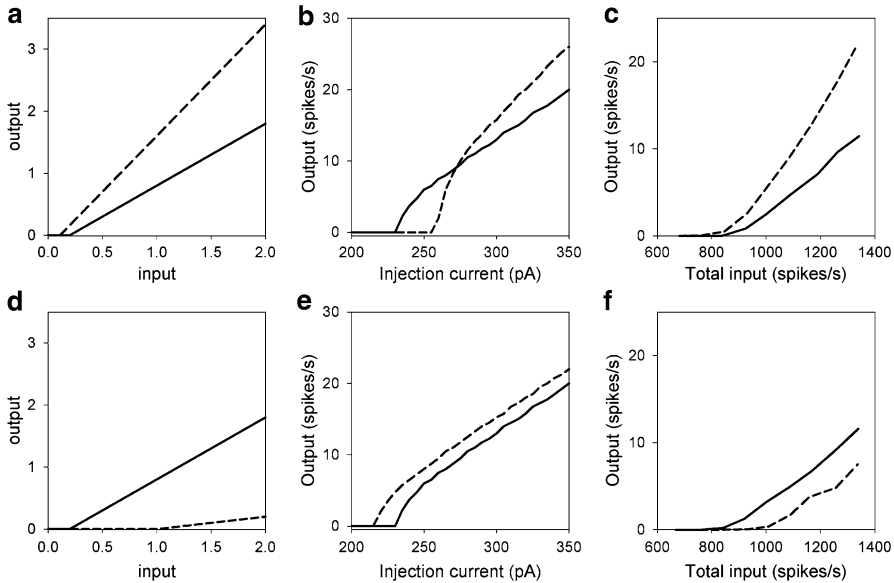 a
3
2
1
0
output
0.0 0.5 1.0 1.5 2.0
input
b
30
20
10
0
Output (spikes/s)
200 250 300 350
Injection current (pA)
c
20
10
0
Output (spikes/s)
600 800 1000 1200 1400
Total input (spikes/s)
d
3
2
1
0
output
0.0 0.5 1.0 1.5 2.0
input
e
30
20
10
0
Output (spikes/s)
200 250 300 350
Injection current (pA)
f
20
10
0
Output (spikes/s)
600 800 1000 1200 1400
Total input (spikes/s)